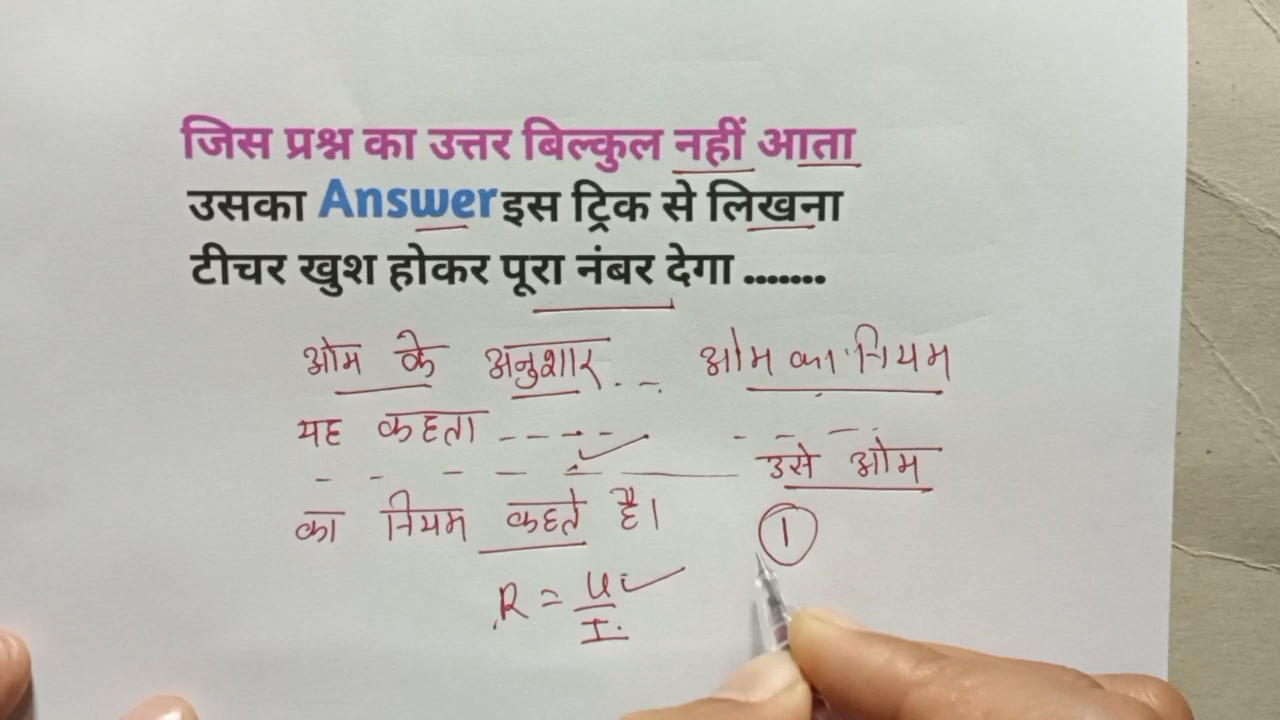 जिस प्रश्न का उत्तर बिल्कुल नहीं आता
उसका Answer इस ट्रिक से लिखना
टीचर खुश होकर पूरा नंबर देगा .......
ओम के अनुशार... ओम का नियम
यह कहता ----- ----
- - - - - उसे ओम
का नियम कहते है।
1
R = u
I